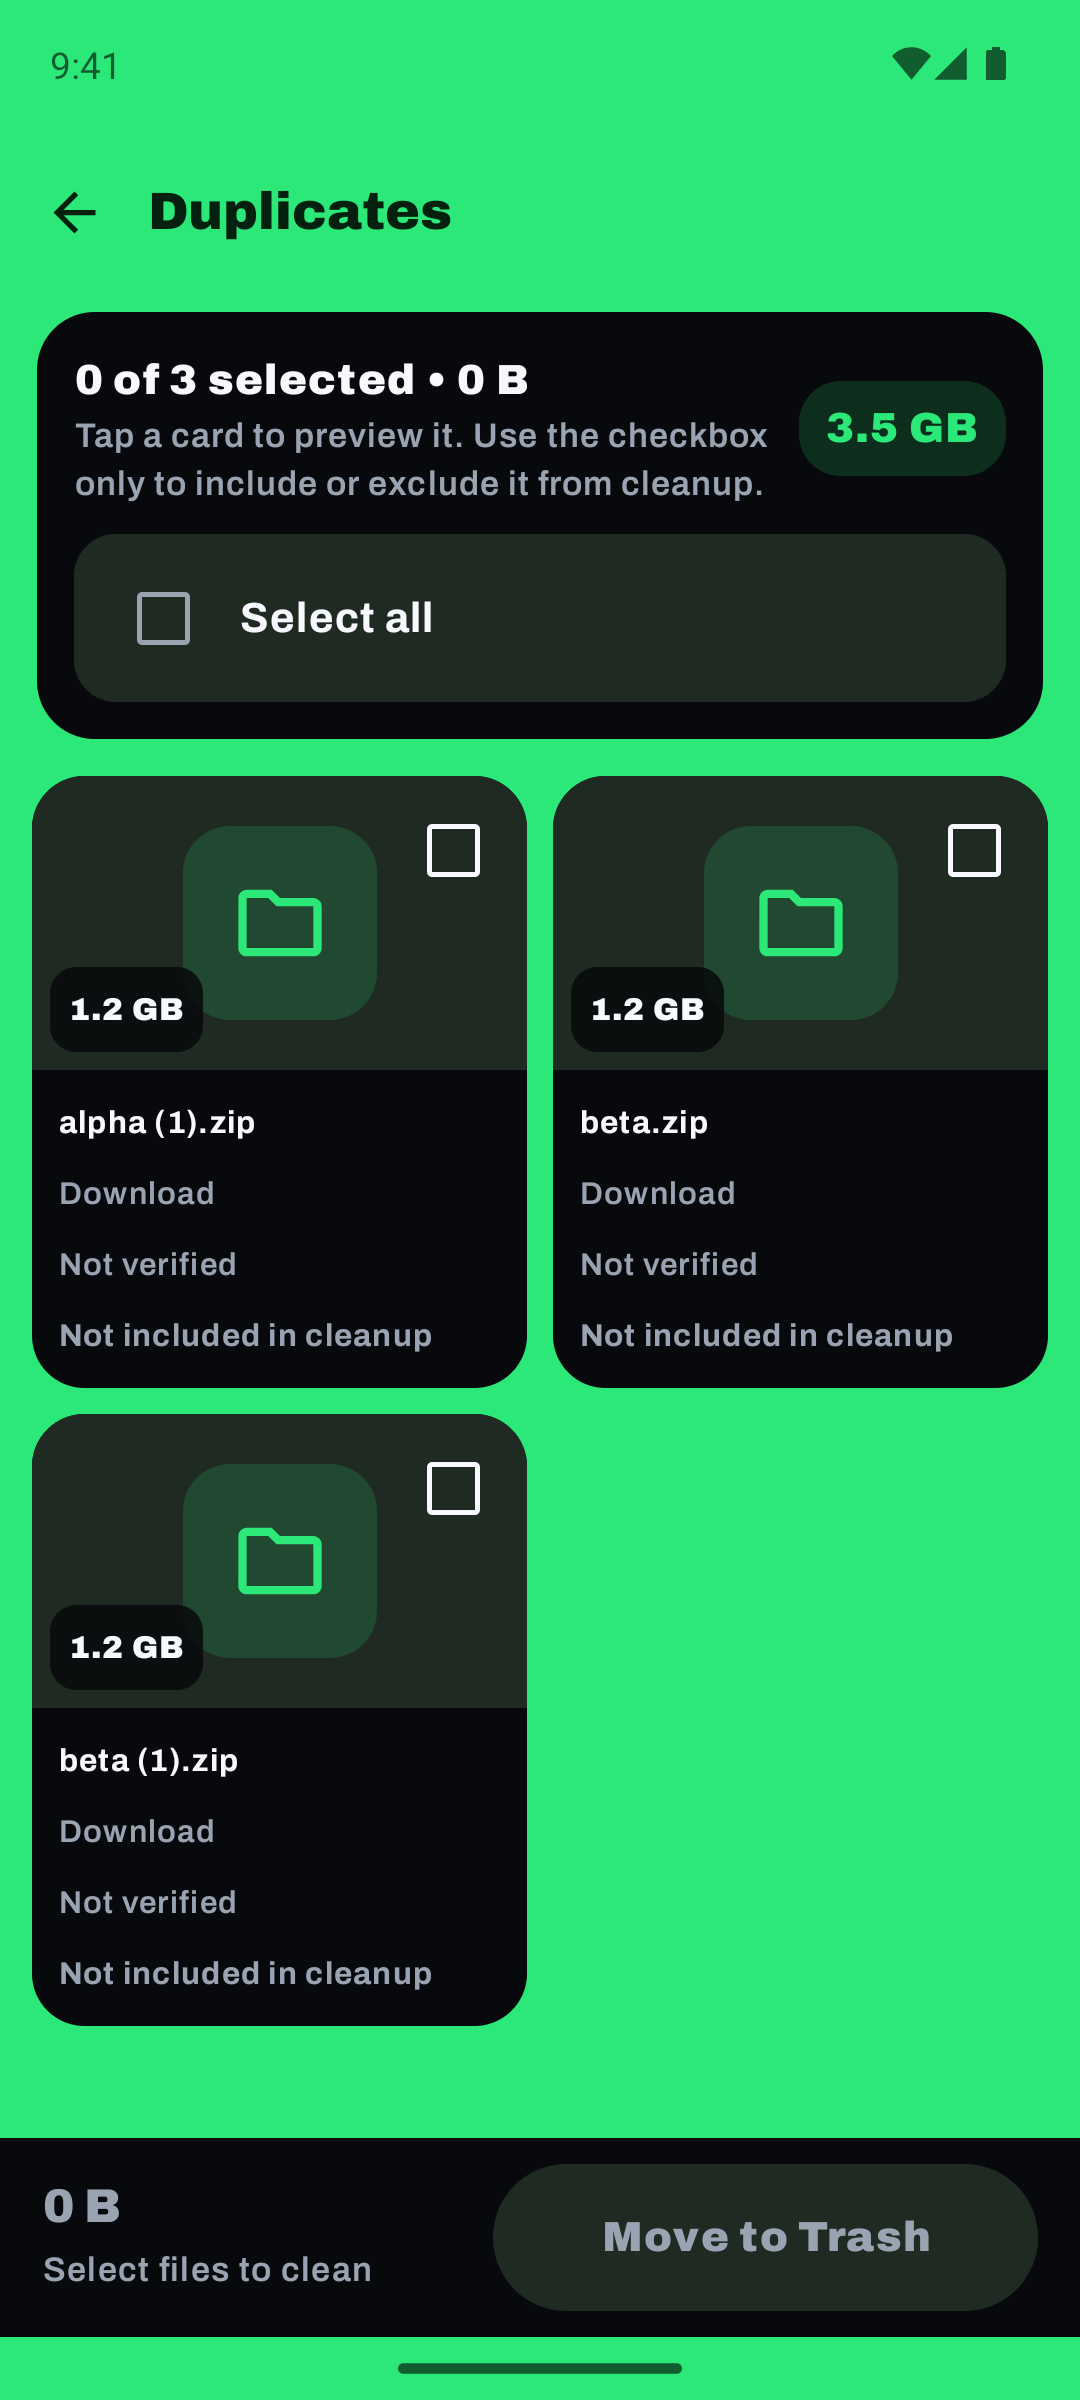 9:41
Duplicates
0 of 3 selected • 0 B
Tap a card to preview it. Use the checkbox
only to include or exclude it from cleanup.
3.5 GB
Select all
1.2 GB
alpha (1).zip
Download
Not verified
Not included in cleanup
1.2 GB
beta.zip
Download
Not verified
Not included in cleanup
1.2 GB
beta (1).zip
Download
Not verified
Not included in cleanup
0 B
Select files to clean
Move to Trash